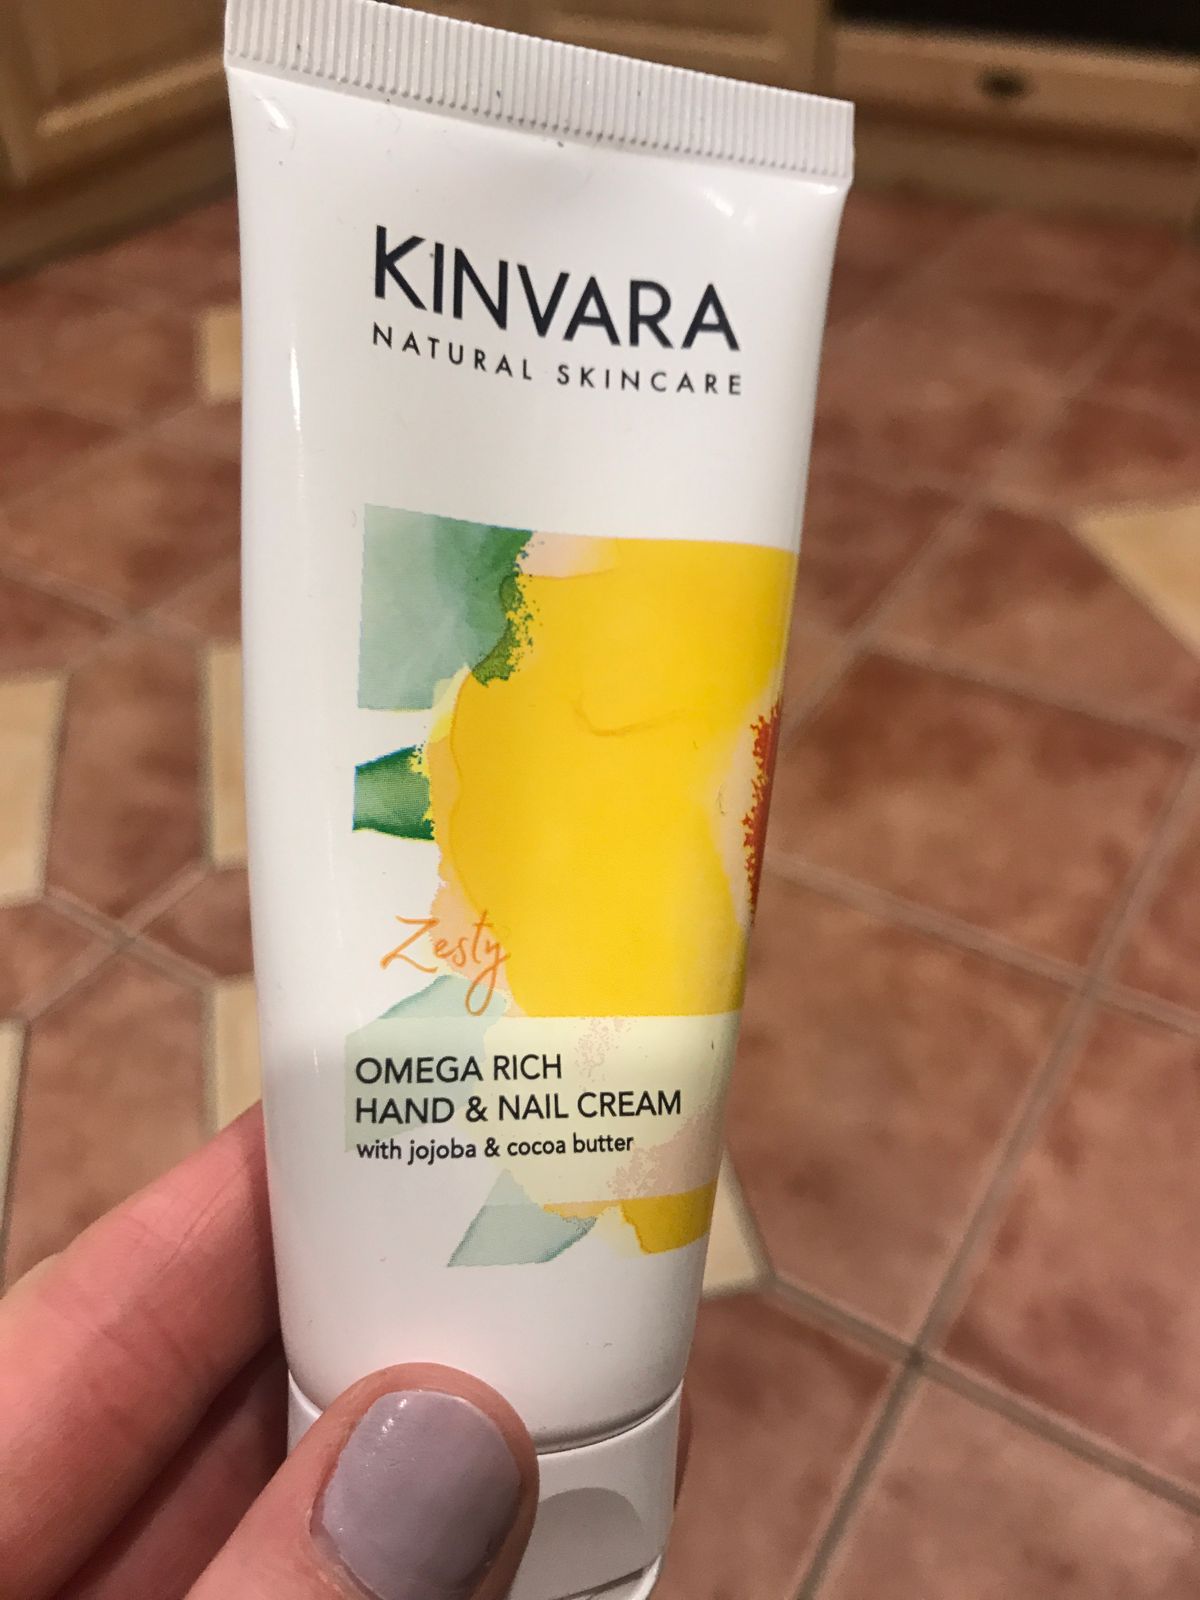 KINVARA
NATURAL SKINCARE
Zesty
OMEGA RICH
HAND & NAIL CREAM
with jojoba & cocoa butter